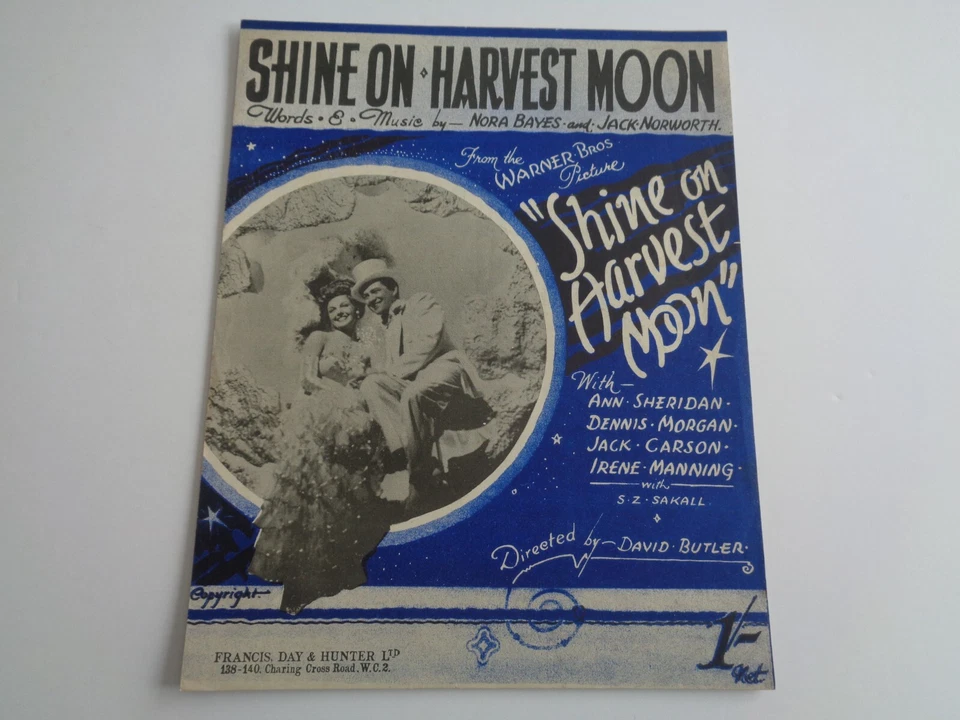 SHINE ON · HARVEST MOON
Words · & · Music by — NORA BAYES · and · JACK · NORWORTH.
From the
WARNER · BROS
Picture
"Shine on
Harvest
Moon"
With —
ANN · SHERIDAN ·
DENNIS · MORGAN ·
JACK · CARSON ·
IRENE · MANNING ·
with
S · Z · SAKALL
Directed by — DAVID · BUTLER ·
Copyright
1/-
Net
FRANCIS, DAY & HUNTER LTD
138-140, Charing Cross Road, W.C.2.